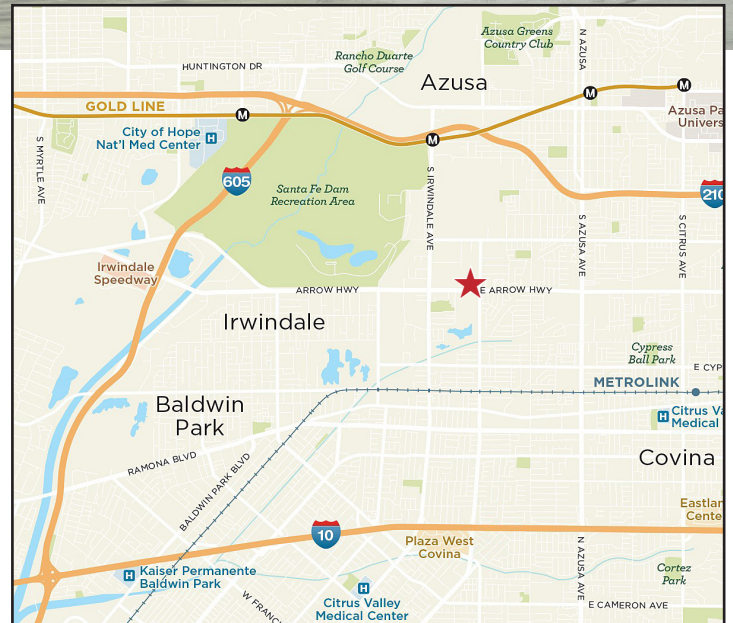 Azusa Greens
Country Club
N AZUSA
Rancho Duarte
Golf Course
HUNTINGTON DR
Azusa
GOLD LINE
M
M
M
M
Azusa Pa
Univers
City of Hope
Nat'l Med Center
H
S MYRTLE AVE
605
Santa Fe Dam
Recreation Area
S IRWINDALE AVE
210
S AZUSA AVE
S CITRUS AVE
Irwindale
Speedway
ARROW HWY
E ARROW HWY
Irwindale
Cypress
Ball Park
E CYP
METROLINK
Baldwin
Park
H
Citrus Va
Medical
Covina
RAMONA BLVD
BALDWIN PARK BLVD
Eastlan
Cente
10
Plaza West
Covina
N AZUSA AVE
H
Kaiser Permanente
Baldwin Park
Cortez
Park
H
Citrus Valley
Medical Center
W FRANC
E CAMERON AVE